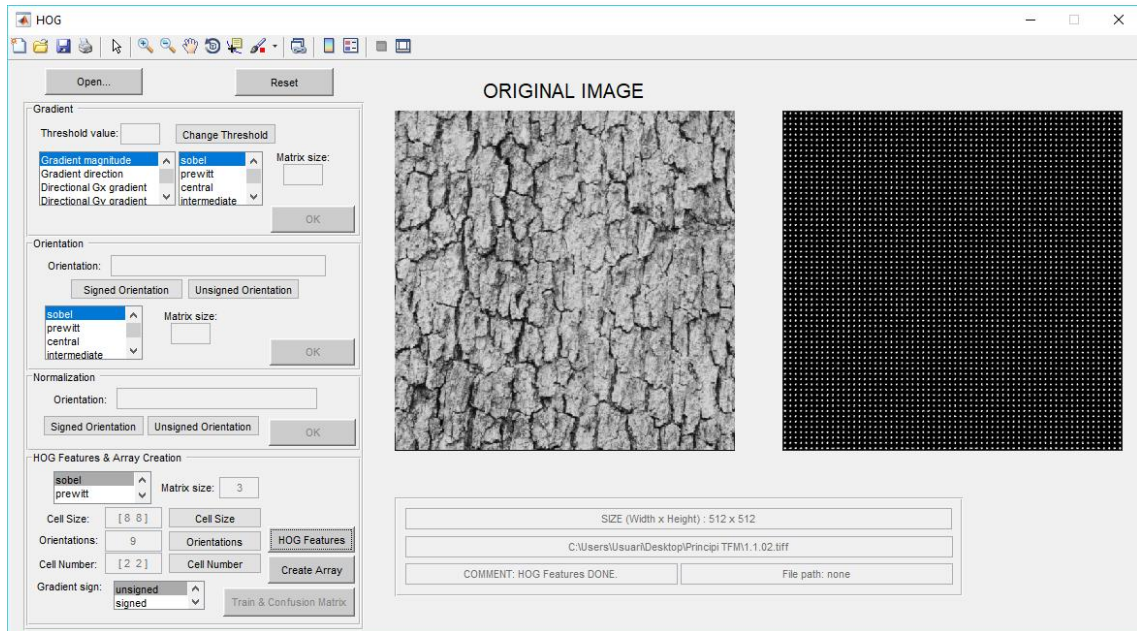 HOG
Open...
Reset
Gradient
Threshold value:
Change Threshold
Gradient magnitude
Gradient direction
Directional Gx gradient
Directional Gy gradient
sobel
prewitt
central
intermediate
Matrix size:
OK
Orientation
Orientation:
Signed Orientation
Unsigned Orientation
sobel
prewitt
central
intermediate
Matrix size:
OK
Normalization
Orientation:
Signed Orientation
Unsigned Orientation
OK
HOG Features & Array Creation
sobel
prewitt
Matrix size:
3
Cell Size:
[8 8]
Cell Size
Orientations:
9
Orientations
HOG Features
Cell Number:
[2 2]
Cell Number
Create Array
Gradient sign:
unsigned
signed
Train & Confusion Matrix
ORIGINAL IMAGE
SIZE (Width x Height) : 512 x 512
C:\Users\Usuari\Desktop\Principi TFM\1.1.02.tiff
COMMENT: HOG Features DONE.
File path: none